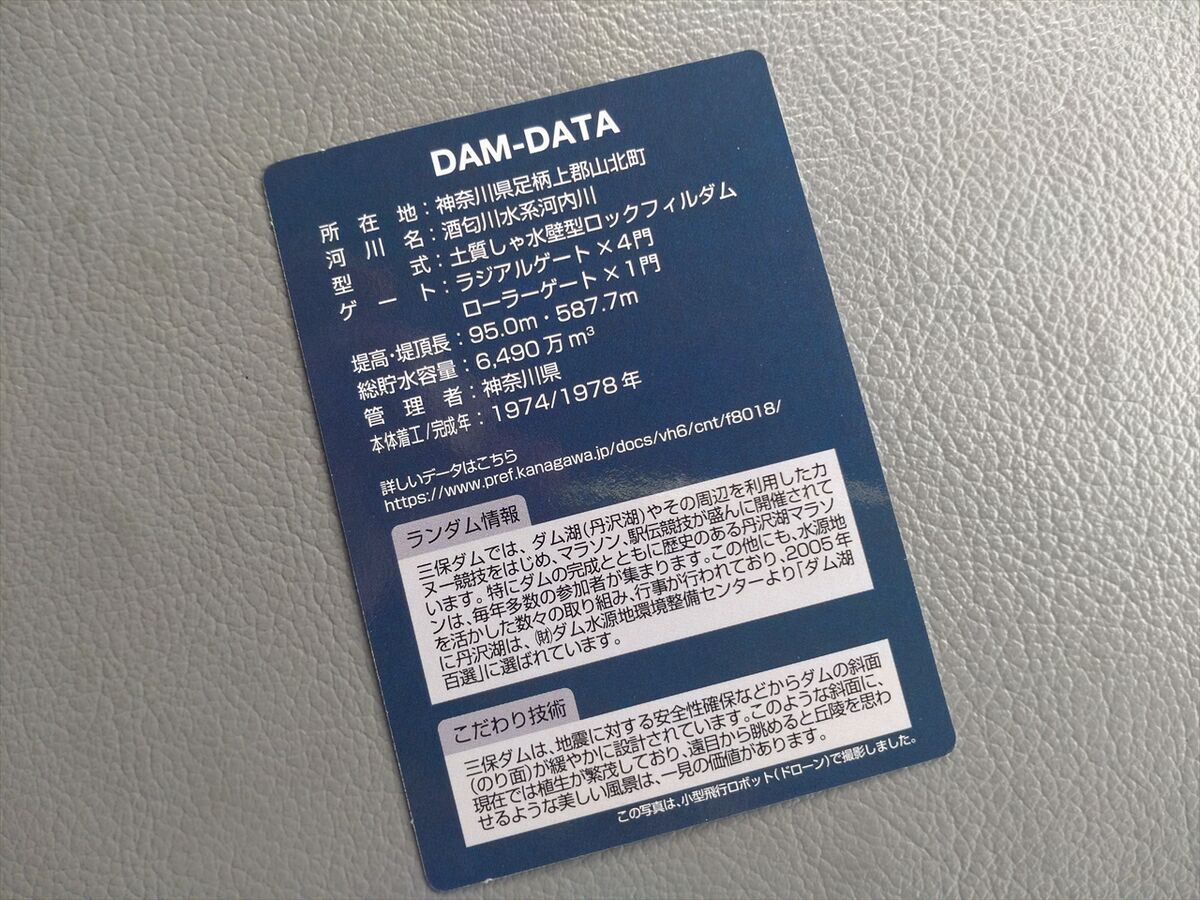 DAM-DATA
所在地：神奈川県足柄上郡山北町
河川名：酒匂川水系河内川
型式：土質しゃ水壁型ロックフィルダム
ゲート：ラジアルゲート×4門
ローラーゲート×1門
堤高・堤頂長：95.0m・587.7m
総貯水容量：6,490万m³
管理者：神奈川県
本体着工/完成年：1974/1978年
詳しいデータはこちら
https://www.pref.kanagawa.jp/docs/vh6/cnt/f8018/
ランダム情報
三保ダムでは、ダム湖(丹沢湖)やその周辺を利用したカ
ヌー競技をはじめ、マラソン、駅伝競技が盛んに開催されて
います。特にダムの完成とともに歴史のある丹沢湖マラソ
ンは、毎年多数の参加者が集まります。この他にも、水源地
を活かした数々の取り組み、行事が行われており、2005年
に丹沢湖は、(財)ダム水源地環境整備センターより「ダム湖
百選」に選ばれています。
こだわり技術
三保ダムは、地震に対する安全性確保などからダムの斜面
(のり面)が緩やかに設計されています。このような斜面に、
現在では植生が繁茂しており、遠目から眺めると丘陵を思わ
せるような美しい風景は、一見の価値があります。
この写真は、小型飛行ロボット(ドローン)で撮影しました。